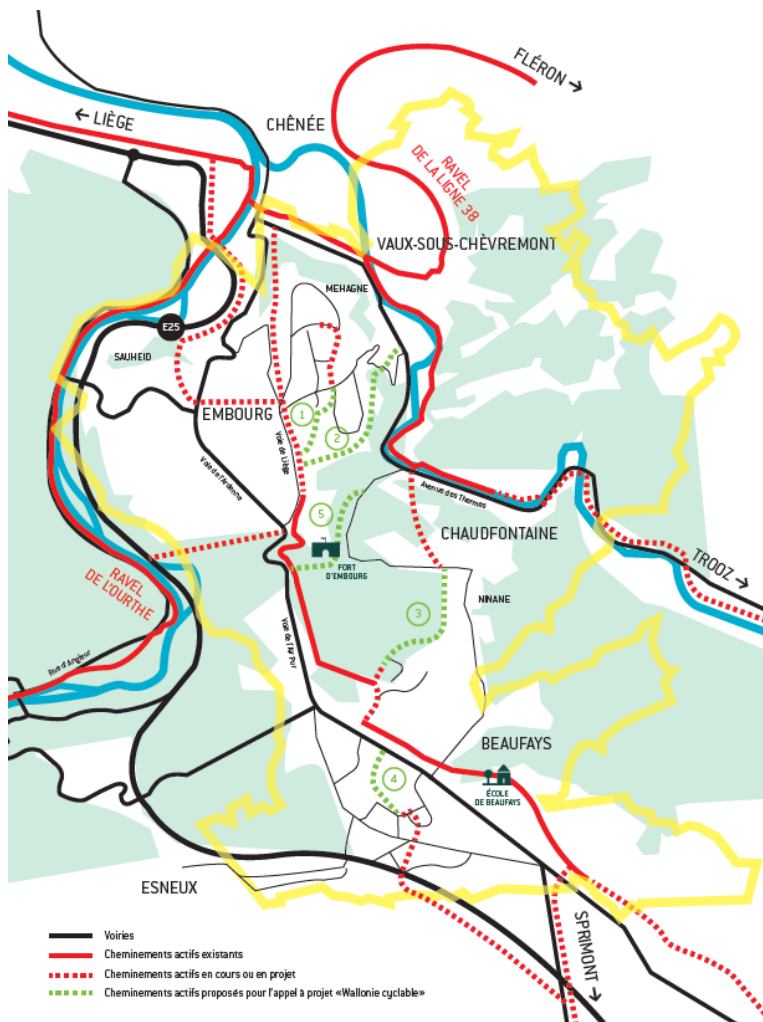 FLÉRON →
← LIÈGE
CHÊNÉE
RAVEL
DE LA LIGNE 38
VAUX-SOUS-CHÈVREMONT
MEHAGNE
E25
SAUHEID
EMBOURG
1
2
Voie de Liège
Voie de l'Ardenne
Avenue des Thermes
5
CHAUDFONTAINE
FORT
D'EMBOURG
TROOZ →
RAVEL
DE L'OURTHE
NINANE
3
Rue d'Angleur
Voie de l'Air Pur
BEAUFAYS
4
ÉCOLE
DE BEAUFAYS
ESNEUX
SPRIMONT →
Voiries
Cheminements actifs existants
Cheminements actifs en cours ou en projet
Cheminements actifs proposés pour l'appel à projet «Wallonie cyclable»